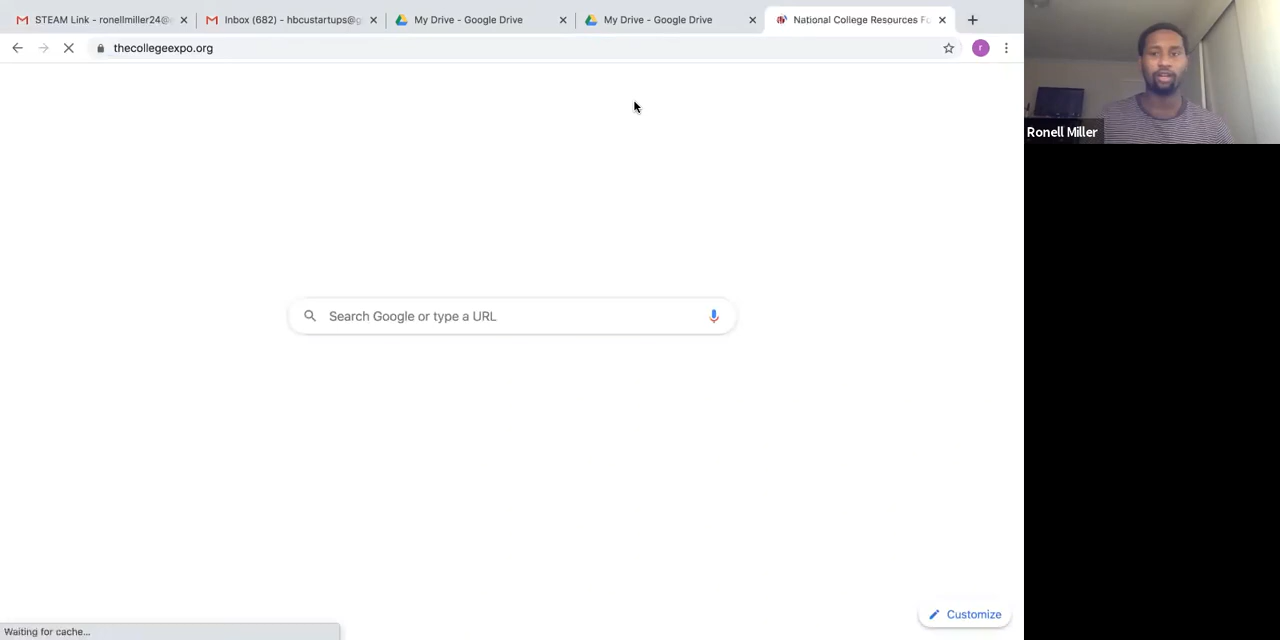 STEAM Link - ronellmiller24@
Inbox (682) - hbcustartups@g
My Drive - Google Drive
My Drive - Google Drive
National College Resources Fo
thecollegeexpo.org
r
Ronell Miller
Search Google or type a URL
Customize
Waiting for cache...